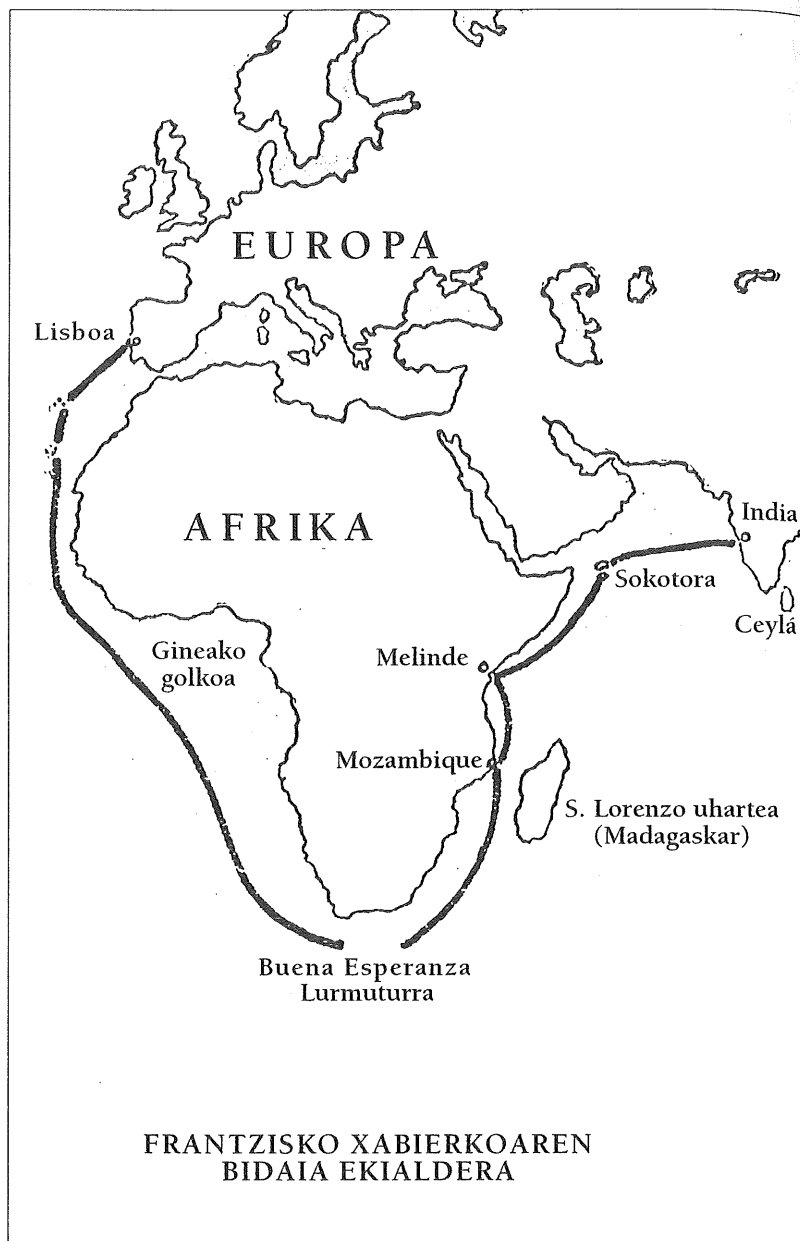 EUROPA
Lisboa
AFRIKA
India
Sokotora
Ceylá
Gineako
golkoa
Melinde
Mozambique
S. Lorenzo uhartea
(Madagaskar)
Buena Esperanza
Lurmuturra
FRANTZISKO XABIERKOAREN
BIDAIA EKIALDERA